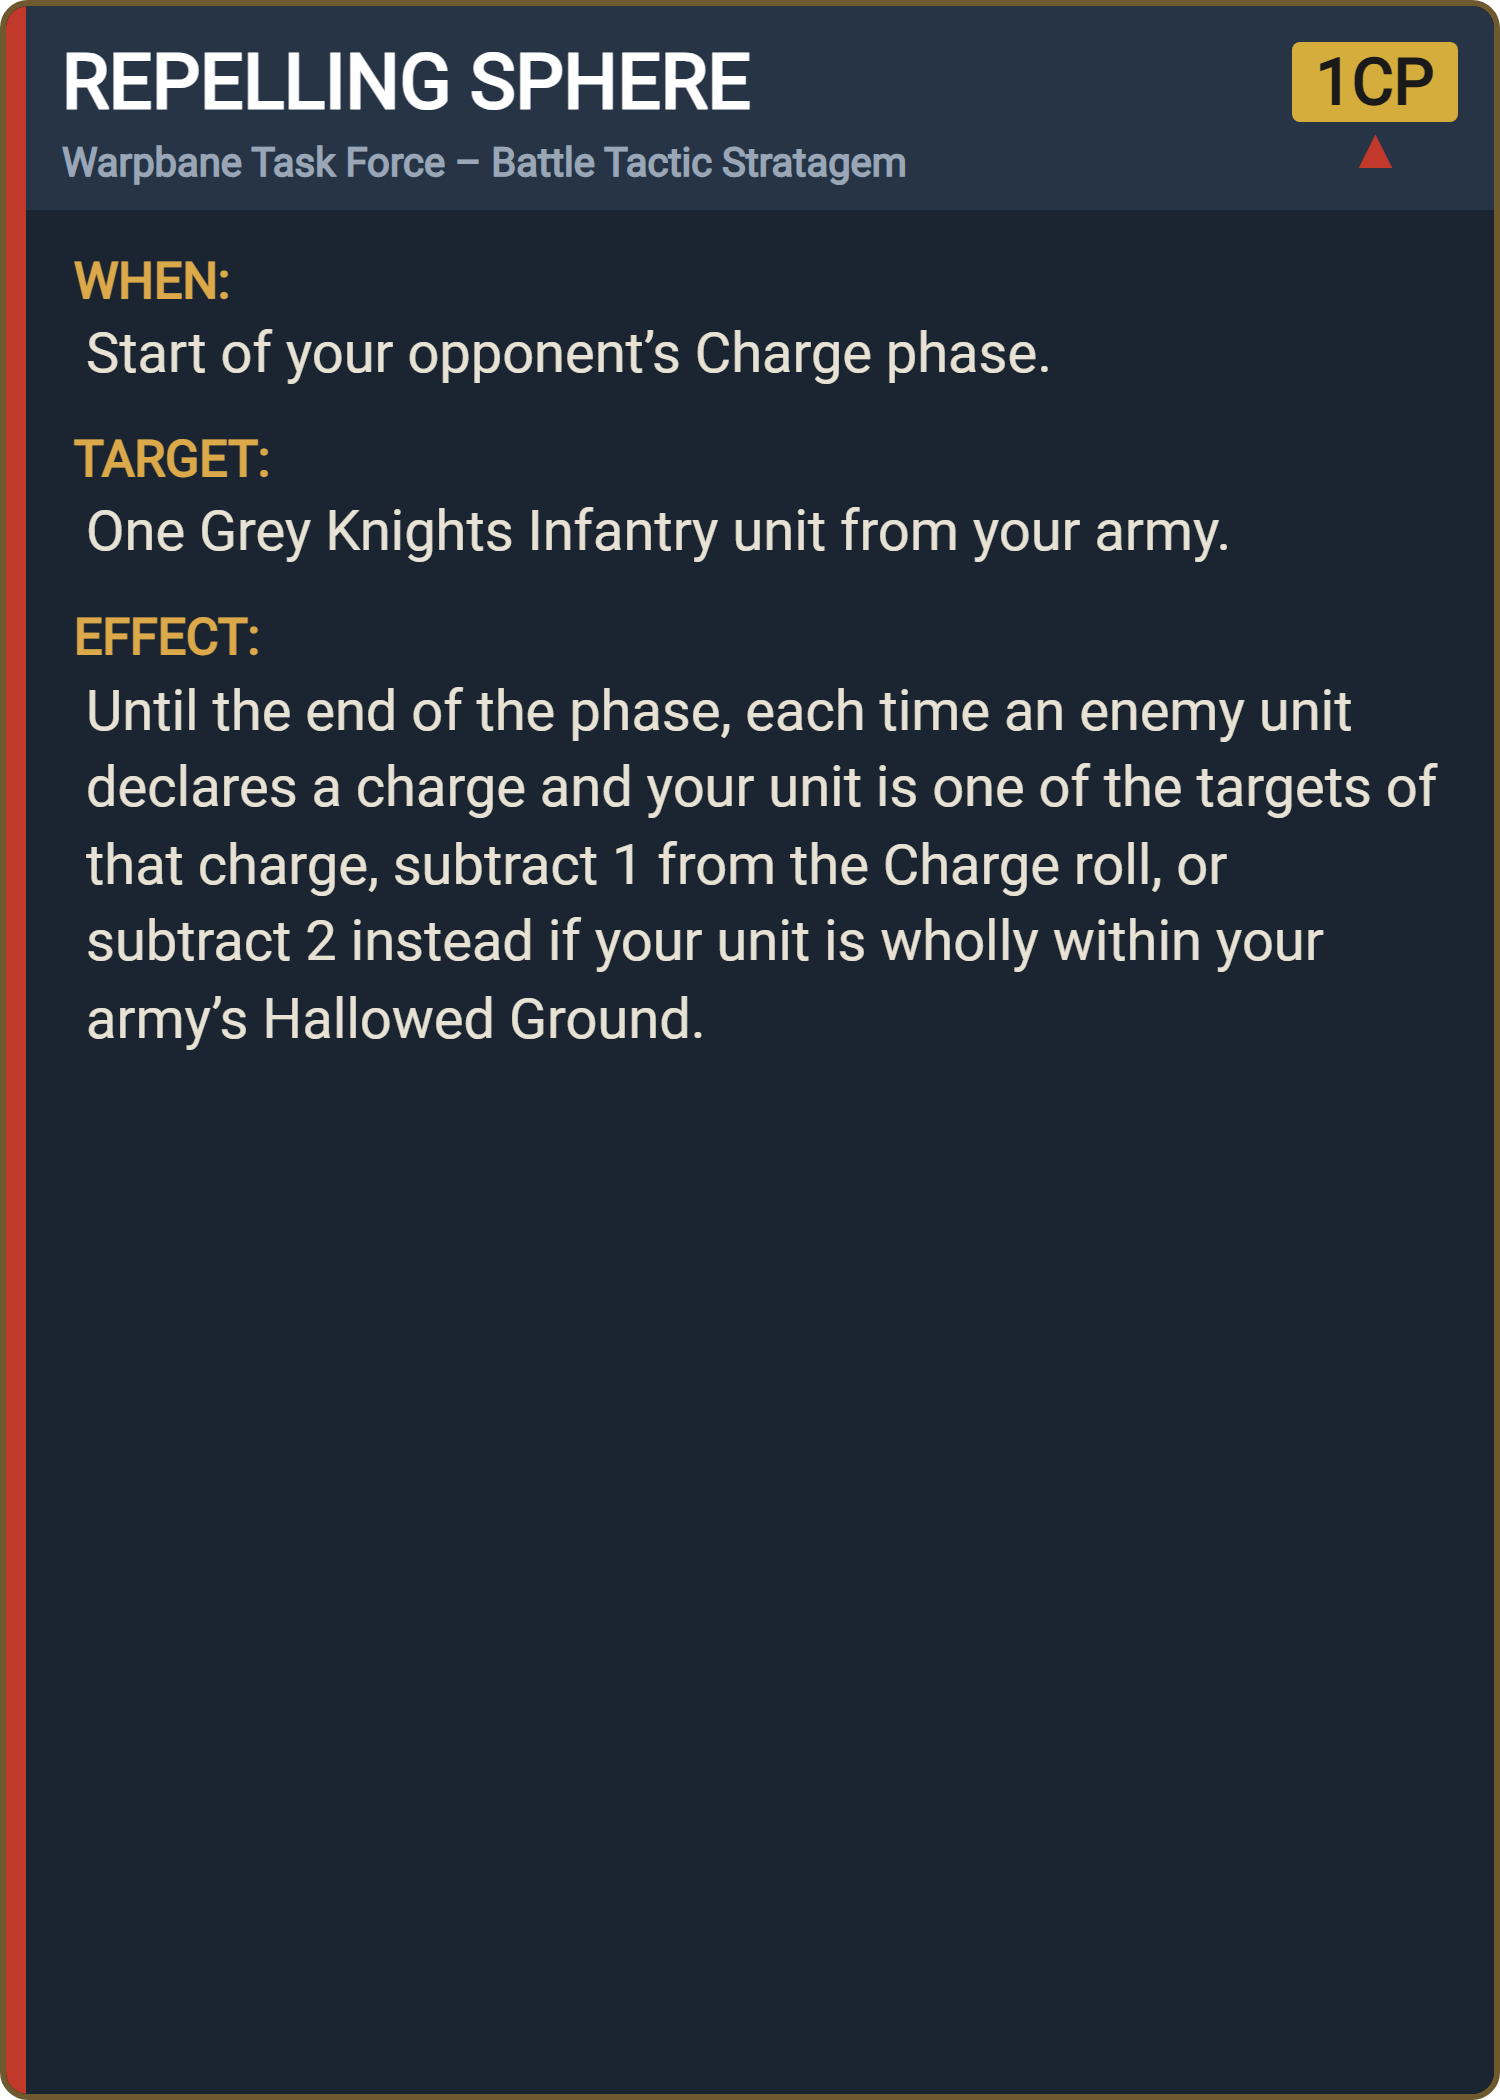 REPELLING SPHERE
1CP
Warpbane Task Force – Battle Tactic Stratagem
WHEN:
Start of your opponent’s Charge phase.
TARGET:
One Grey Knights Infantry unit from your army.
EFFECT:
Until the end of the phase, each time an enemy unit
declares a charge and your unit is one of the targets of
that charge, subtract 1 from the Charge roll, or
subtract 2 instead if your unit is wholly within your
army’s Hallowed Ground.